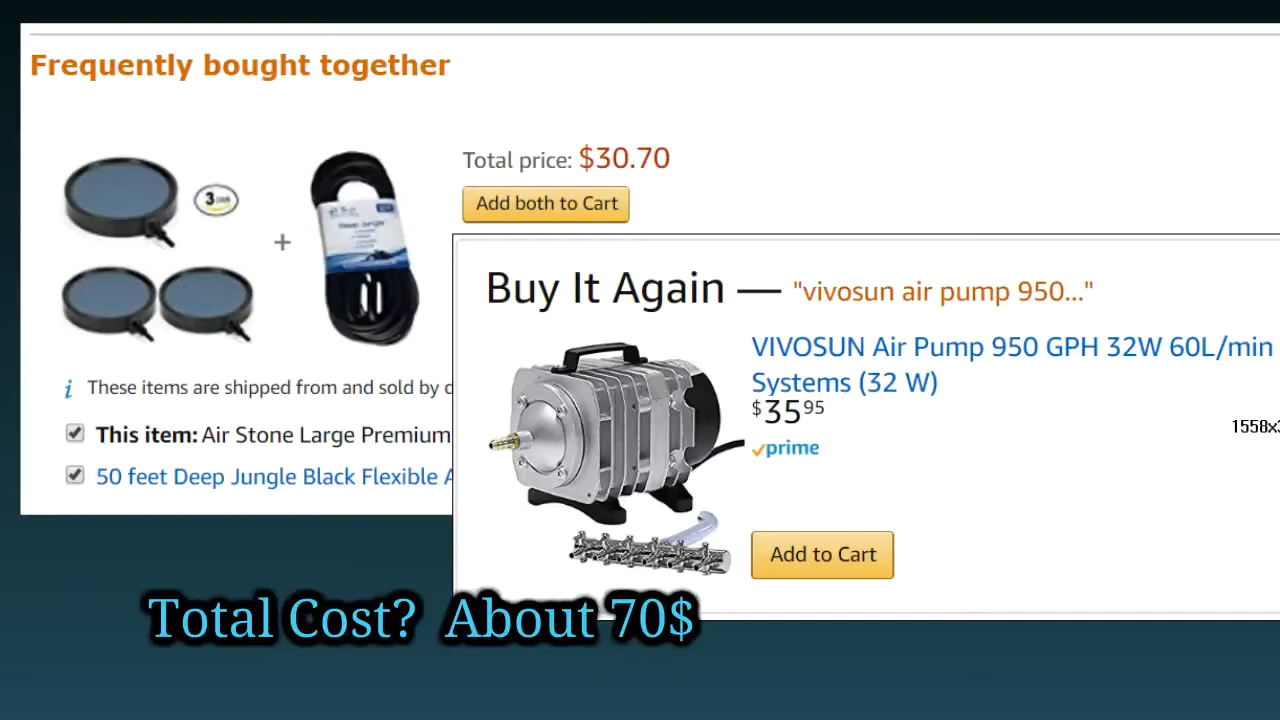 Frequently bought together
Total price: $30.70
Add both to Cart
3
+
Buy It Again — "vivosun air pump 950..."
VIVOSUN Air Pump 950 GPH 32W 60L/min
Systems (32 W)
$35 95
prime
Add to Cart
i These items are shipped from and sold by
This item: Air Stone Large Premium
50 feet Deep Jungle Black Flexible
Deep Jungle
Total Cost? About 70$